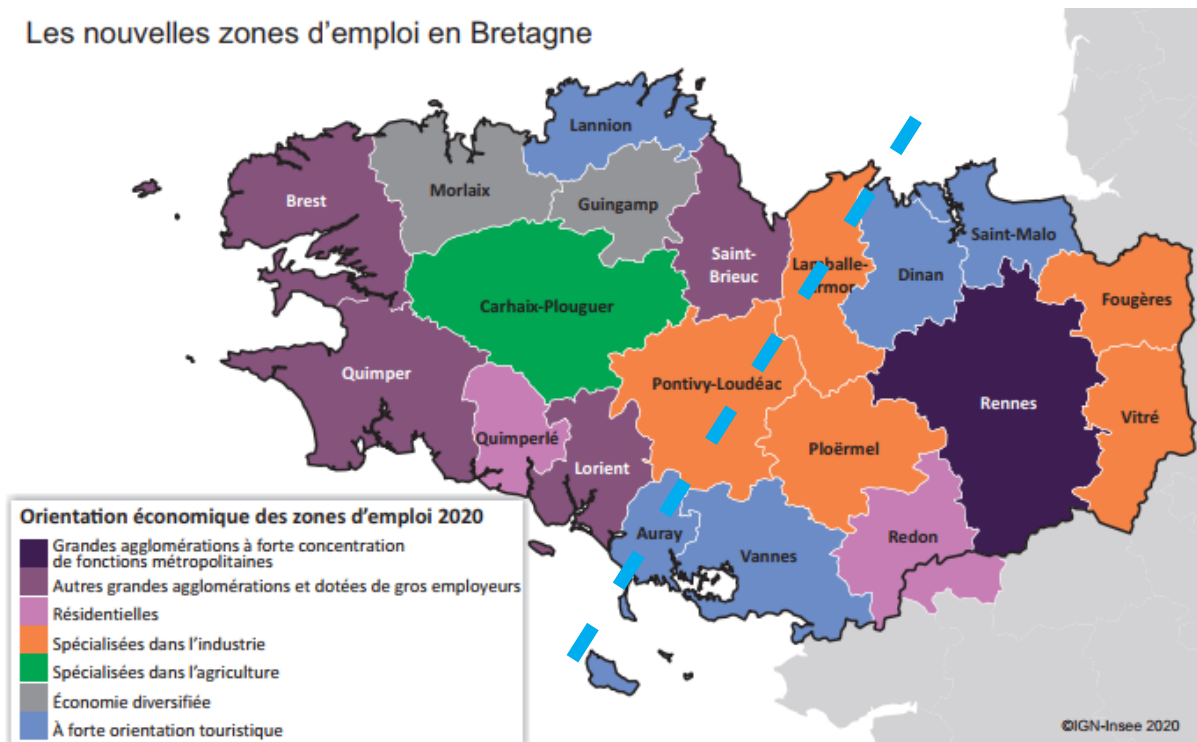 Les nouvelles zones d'emploi en Bretagne
Lannion
Morlaix
Guingamp
Brest
Saint-
Brieuc
Lamballe-
Armor
Saint-Malo
Dinan
Fougères
Carhaix-Plouguer
Quimper
Pontivy-Loudéac
Rennes
Vitré
Quimperlé
Ploërmel
Lorient
Auray
Vannes
Redon
Orientation économique des zones d'emploi 2020
Grandes agglomérations à forte concentration
de fonctions métropolitaines
Autres grandes agglomérations et dotées de gros employeurs
Résidentielles
Spécialisées dans l'industrie
Spécialisées dans l'agriculture
Économie diversifiée
À forte orientation touristique
©IGN-Insee 2020